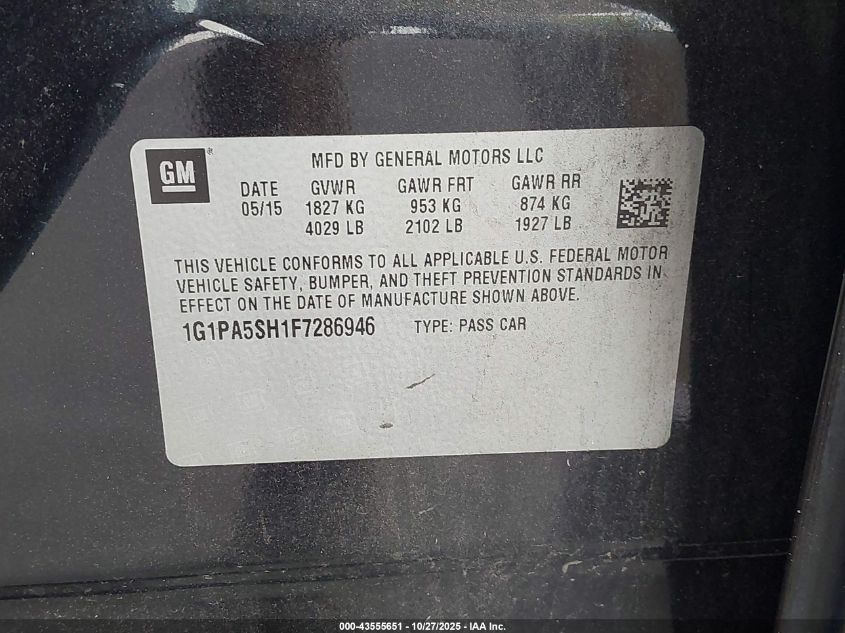 GM
MFD BY GENERAL MOTORS LLC
DATE GVWR GAWR FRT GAWR RR
05/15 1827 KG 953 KG 874 KG
4029 LB 2102 LB 1927 LB
THIS VEHICLE CONFORMS TO ALL APPLICABLE U.S. FEDERAL MOTOR
VEHICLE SAFETY, BUMPER, AND THEFT PREVENTION STANDARDS IN
EFFECT ON THE DATE OF MANUFACTURE SHOWN ABOVE.
1G1PA5SH1F7286946 TYPE: PASS CAR
000-43555651 - 10/27/2025 - IAA Inc.